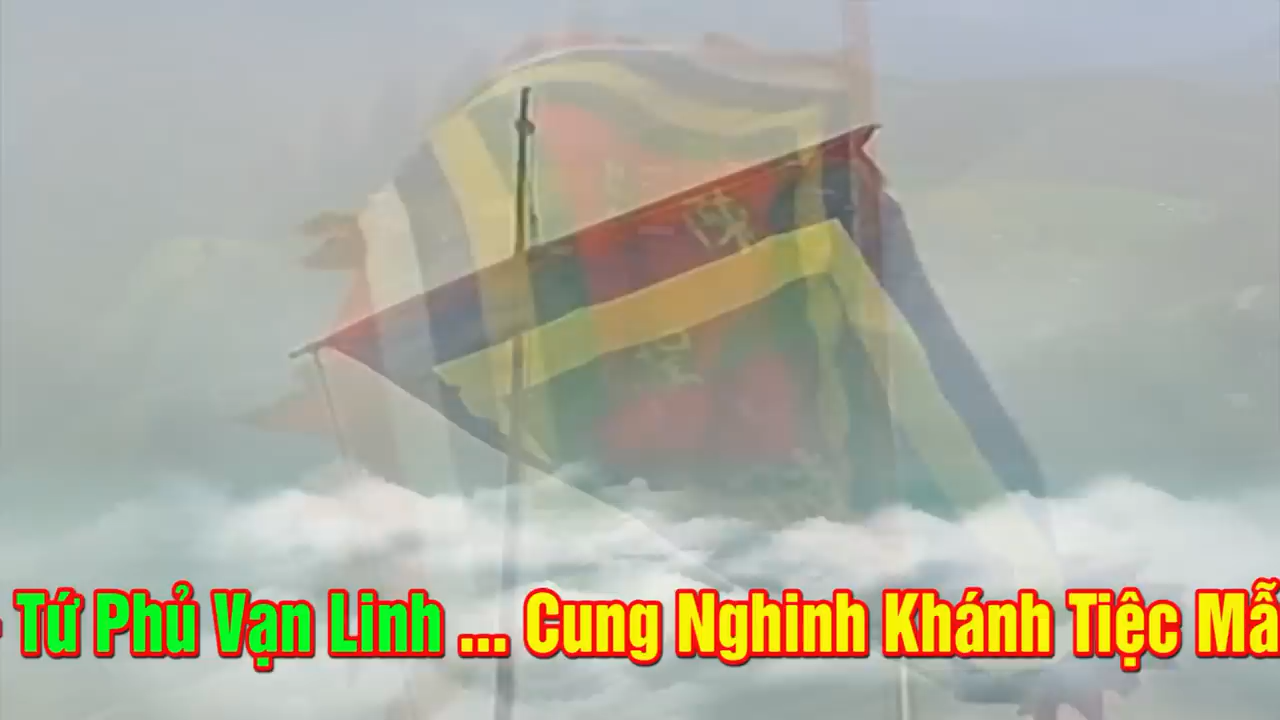 Tứ Phủ Vạn Linh ... Cung Nghinh Khánh Tiệc Mẫ